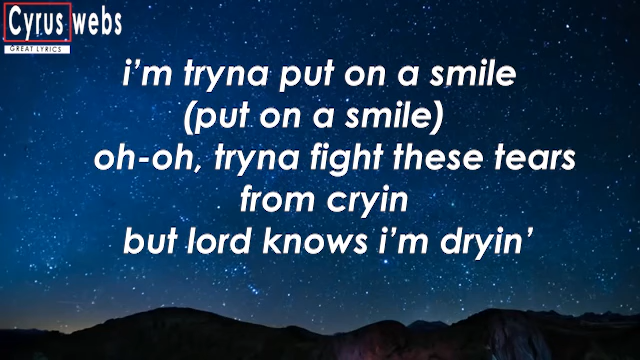 Cyrus webs
GREAT LYRICS
i'm tryna put on a smile
(put on a smile)
oh-oh, tryna fight these tears
from cryin
but lord knows i'm dryin'